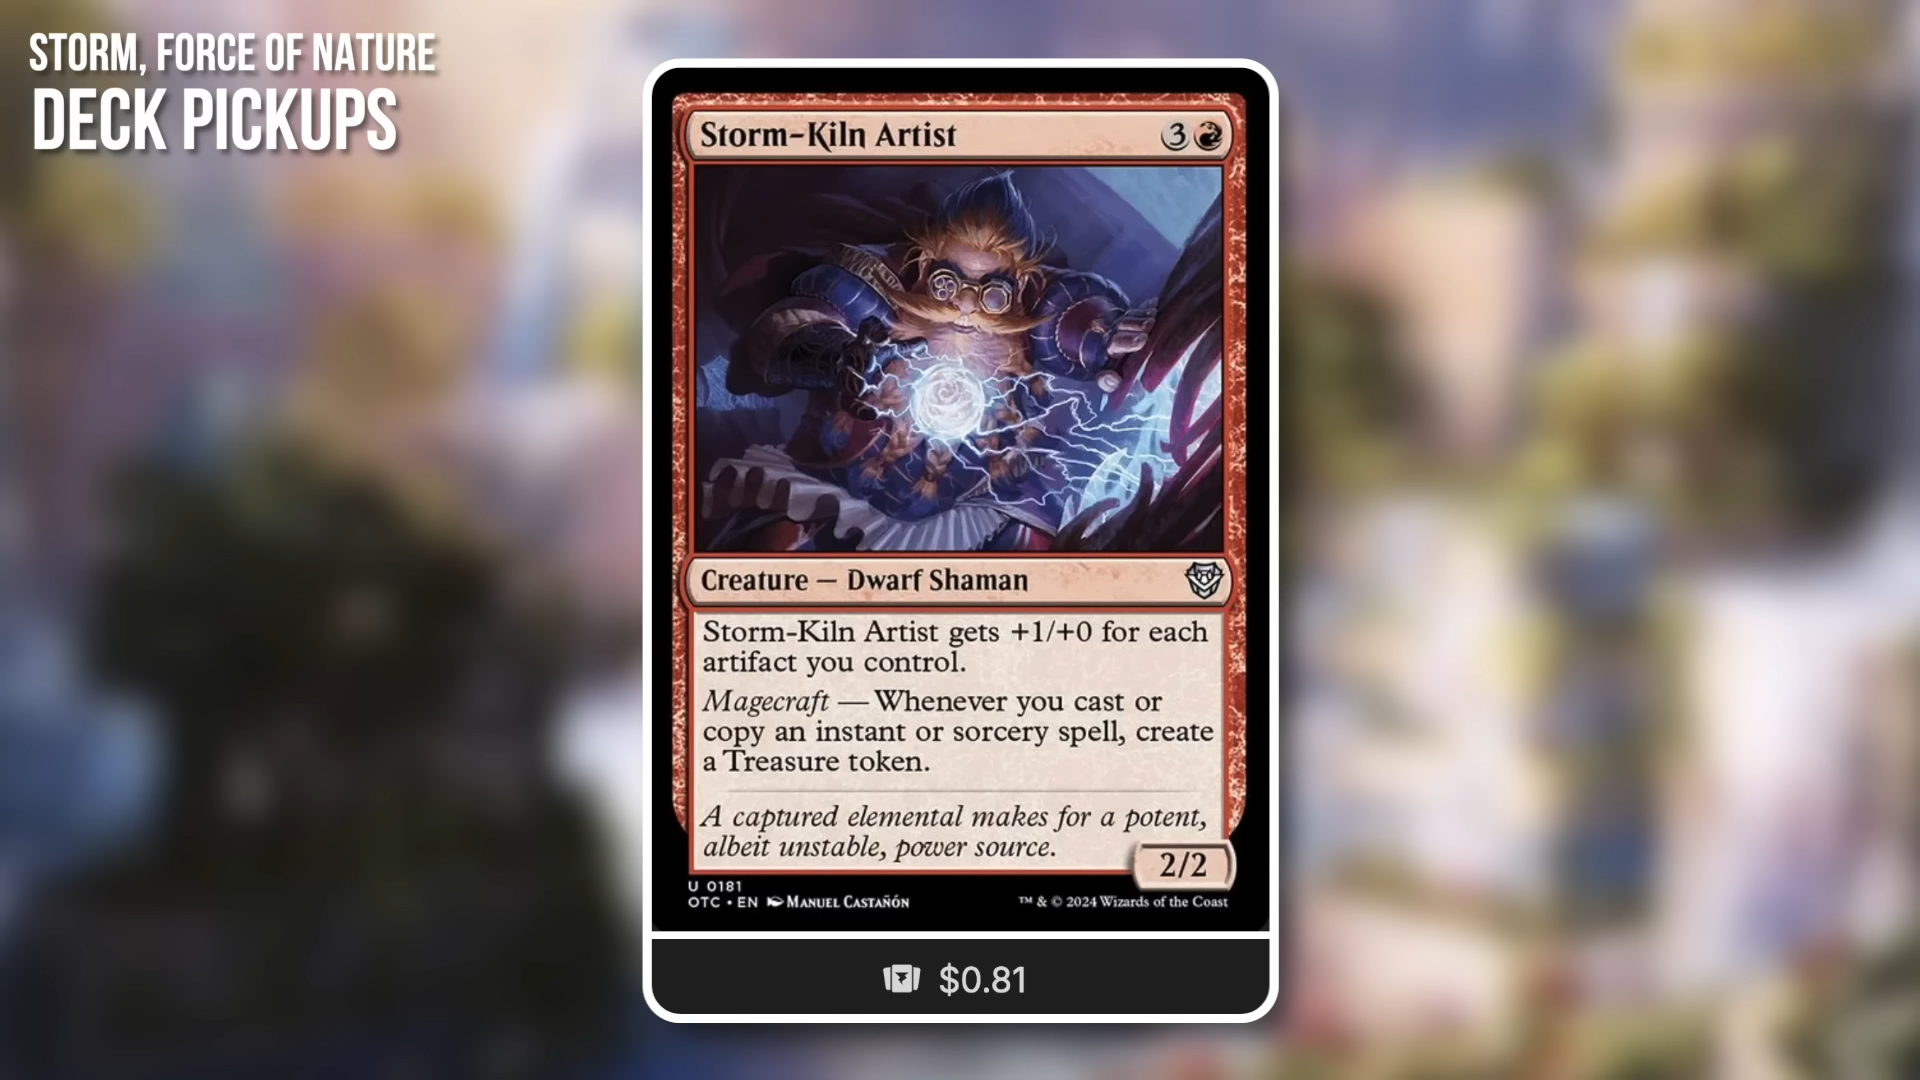 STORM, FORCE OF NATURE
DECK PICKUPS
Storm-Kiln Artist
3
Creature — Dwarf Shaman
Storm-Kiln Artist gets +1/+0 for each
artifact you control.
Magecraft — Whenever you cast or
copy an instant or sorcery spell, create
a Treasure token.
A captured elemental makes for a potent,
albeit unstable, power source.
2/2
U 0181
OTC • EN MANUEL CASTAÑÓN
™ & © 2024 Wizards of the Coast
$0.81